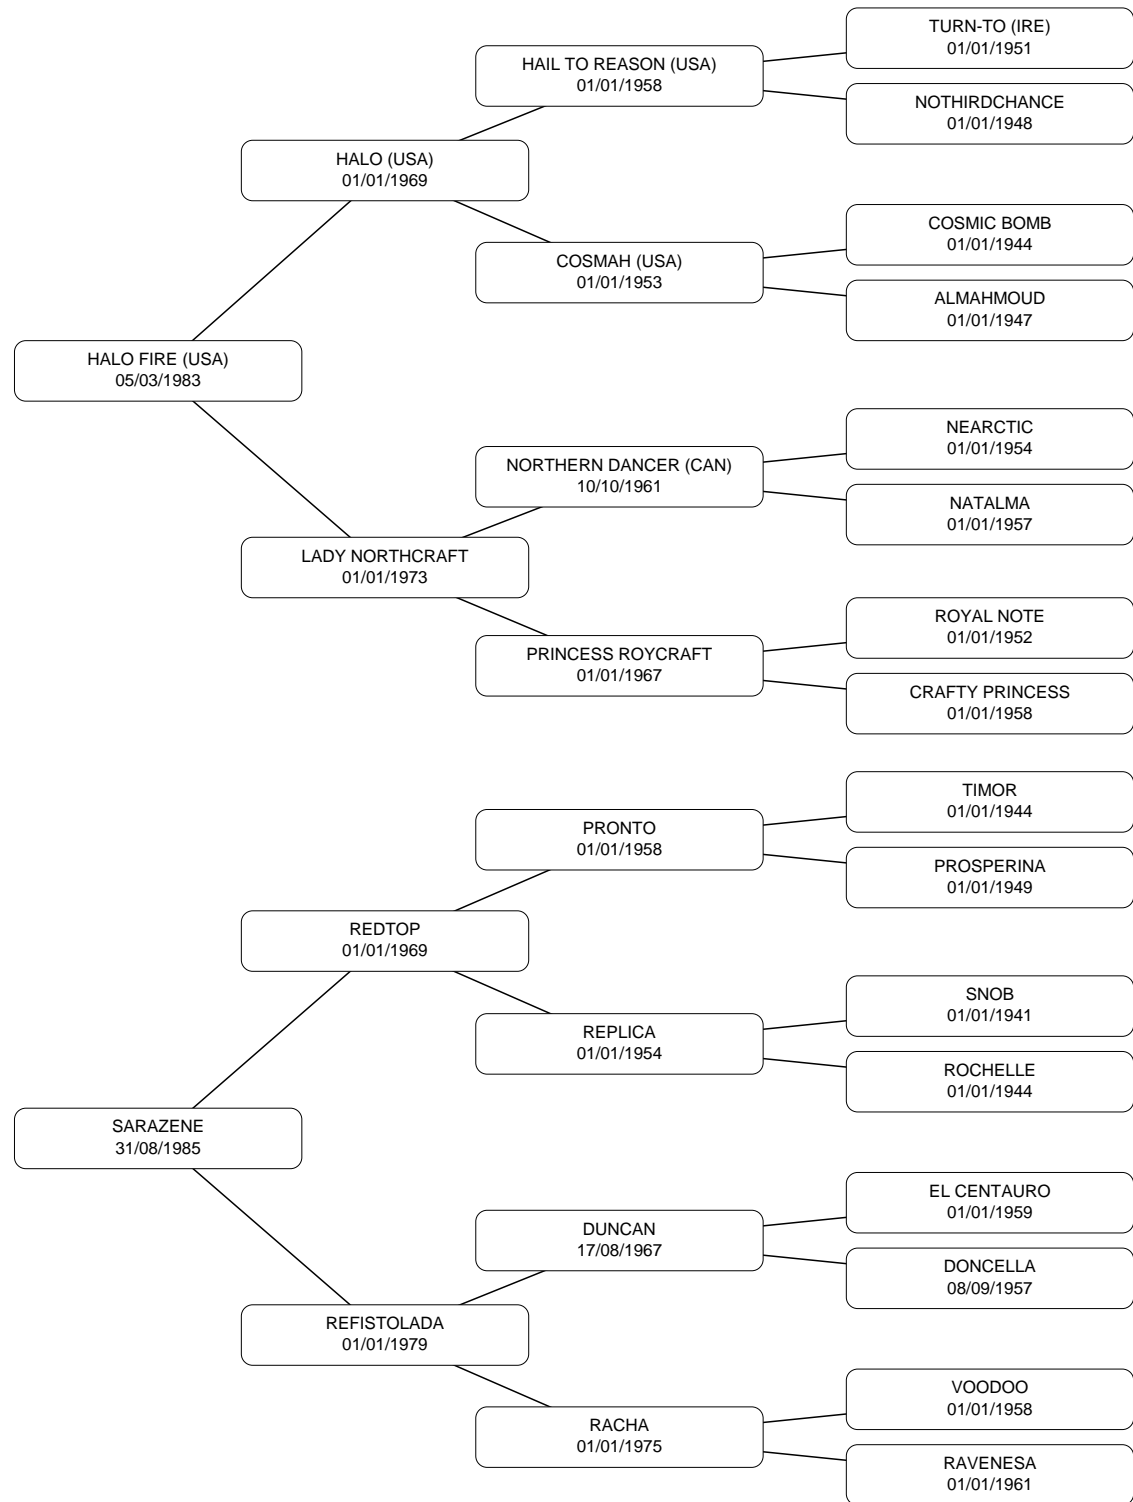 TURN-TO (IRE)
01/01/1951
HAIL TO REASON (USA)
01/01/1958
NOTHIRDCHANCE
01/01/1948
HALO (USA)
01/01/1969
COSMIC BOMB
01/01/1944
COSMAH (USA)
01/01/1953
ALMAHMOUD
01/01/1947
HALO FIRE (USA)
05/03/1983
NEARCTIC
01/01/1954
NORTHERN DANCER (CAN)
10/10/1961
NATALMA
01/01/1957
LADY NORTHCRAFT
01/01/1973
ROYAL NOTE
01/01/1952
PRINCESS ROYCRAFT
01/01/1967
CRAFTY PRINCESS
01/01/1958
TIMOR
01/01/1944
PRONTO
01/01/1958
PROSPERINA
01/01/1949
REDTOP
01/01/1969
SNOB
01/01/1941
REPLICA
01/01/1954
ROCHELLE
01/01/1944
SARAZENE
31/08/1985
EL CENTAURO
01/01/1959
DUNCAN
17/08/1967
DONCELLA
08/09/1957
REFISTOLADA
01/01/1979
VOODOO
01/01/1958
RACHA
01/01/1975
RAVENESA
01/01/1961